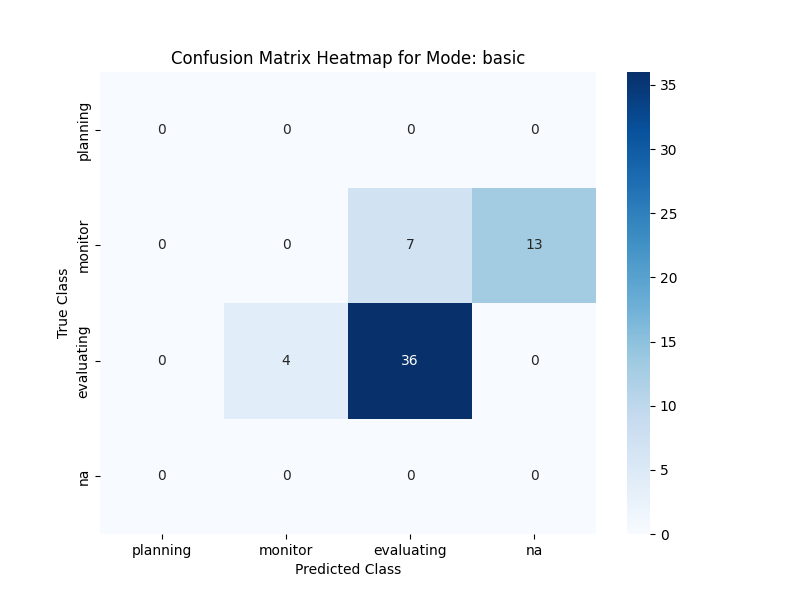 Confusion Matrix Heatmap for Mode: basic
True Class
planning
0 0 0 0
monitor
0 0 7 13
evaluating
0 4 36 0
na
0 0 0 0
planning monitor evaluating na
Predicted Class
35
30
25
20
15
10
5
0